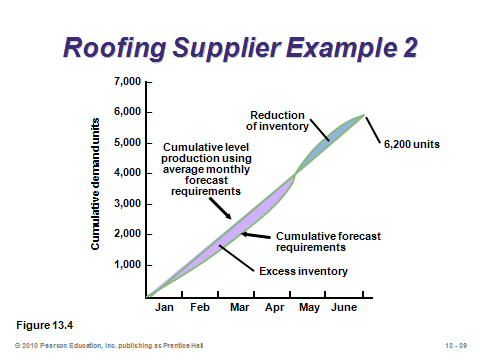 Roofing Supplier Example 2
7,000
6,000
5,000
4,000
3,000
2,000
1,000
Cumulative demand units
Reduction
of inventory
6,200 units
Cumulative level
production using
average monthly
forecast
requirements
Cumulative forecast
requirements
Excess inventory
Jan Feb Mar Apr May June
Figure 13.4
© 2010 Pearson Education, Inc. publishing as Prentice Hall
13 - 39